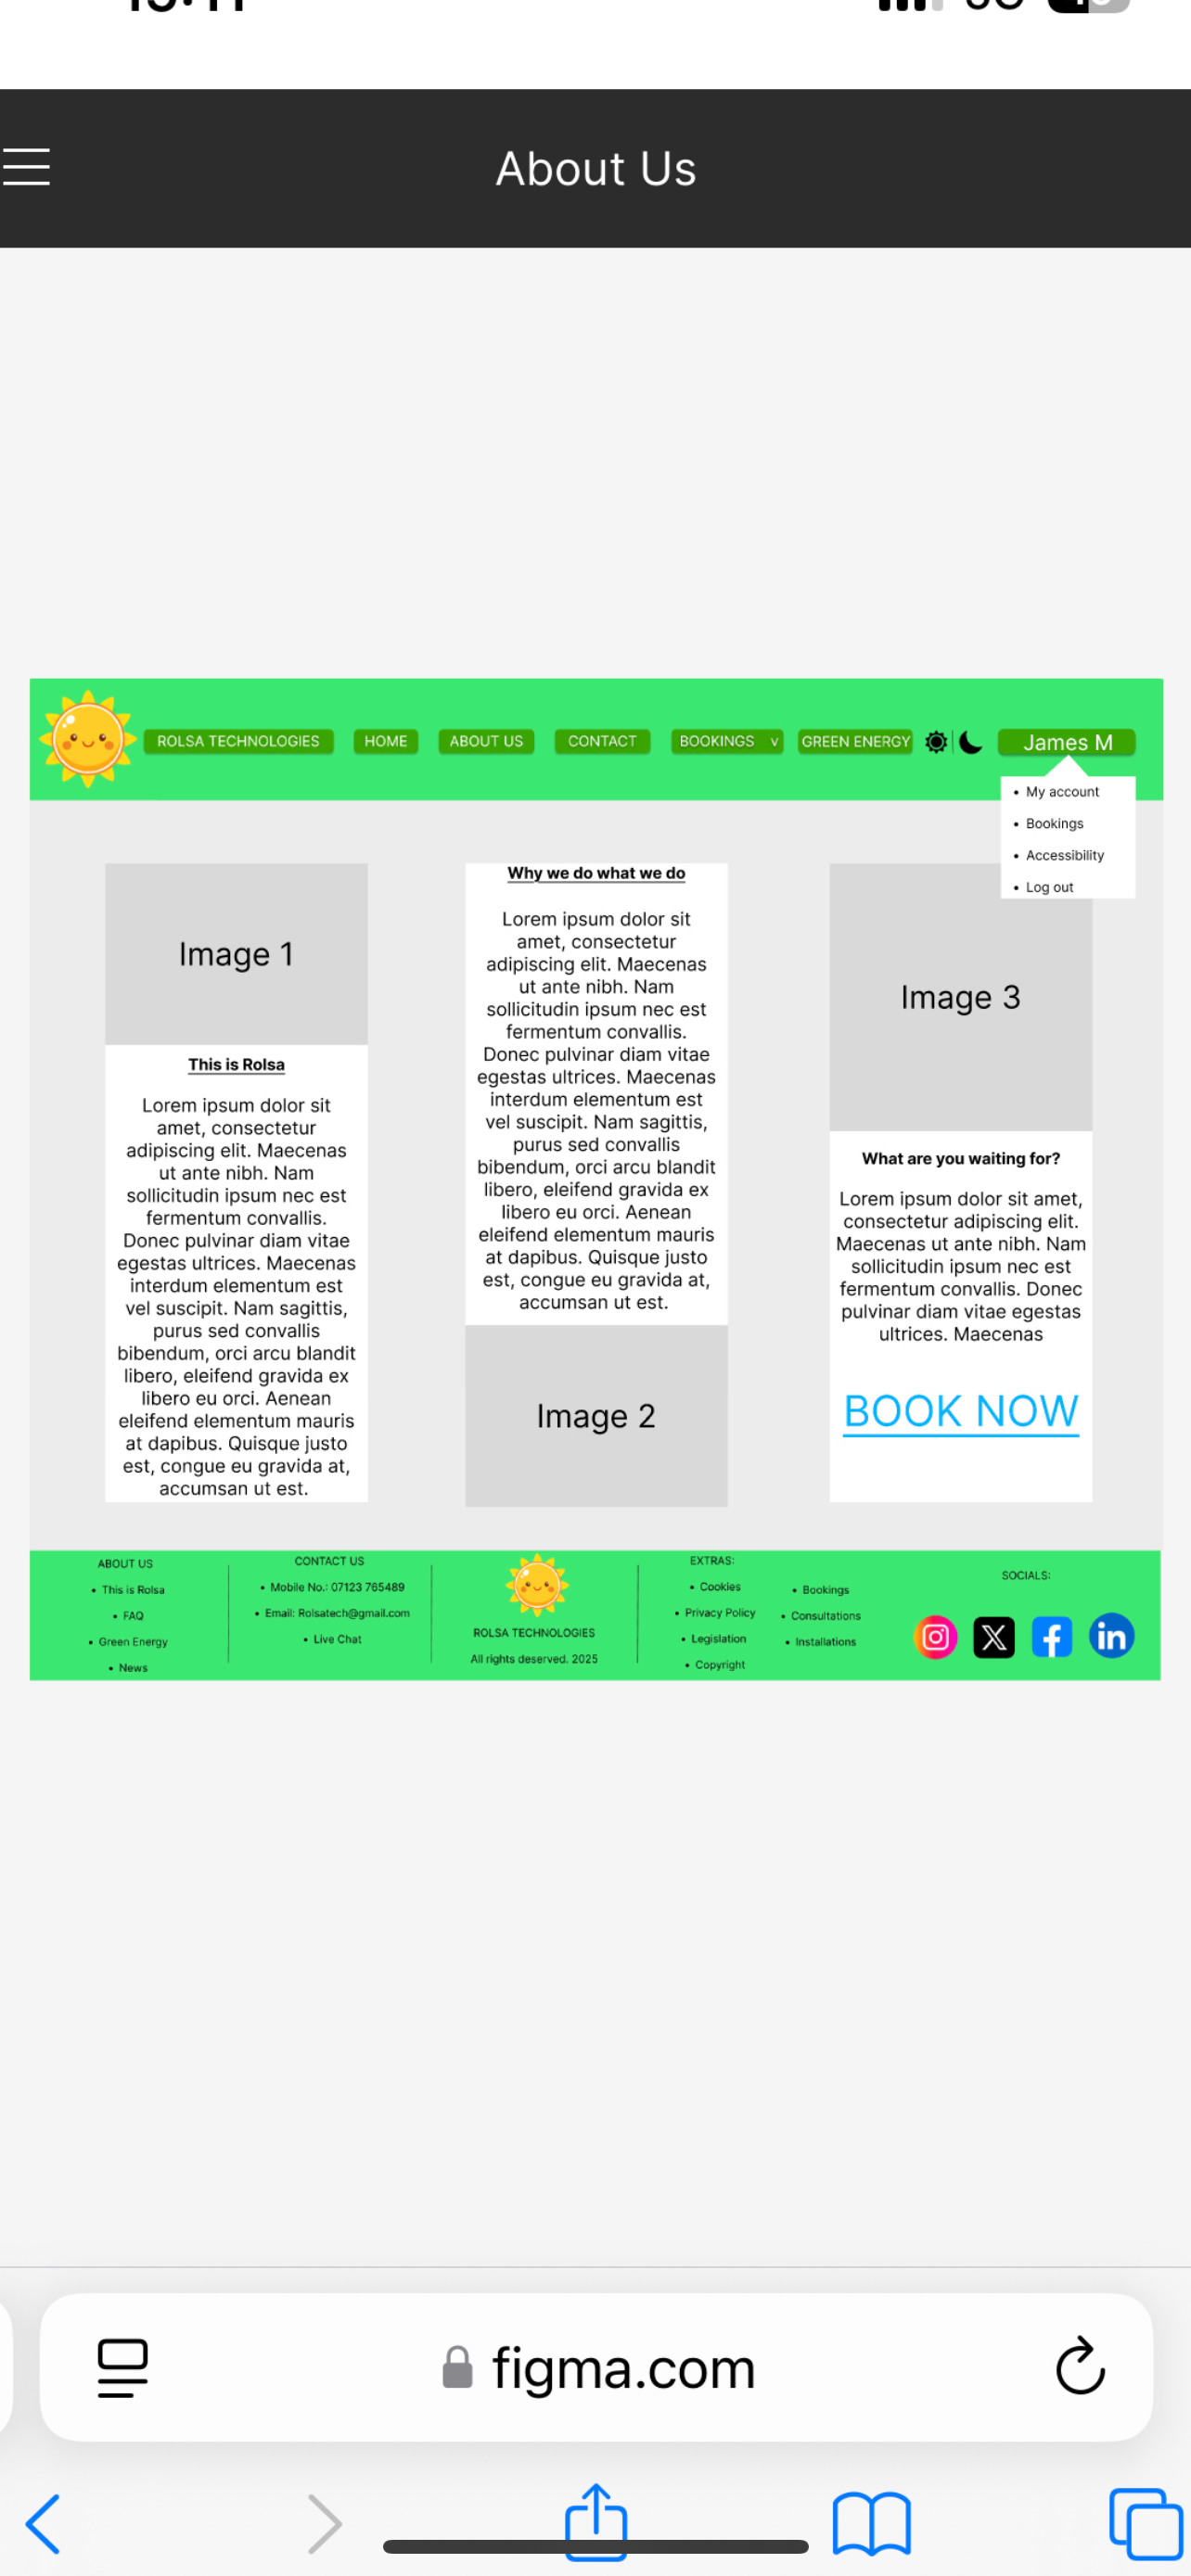 About Us
ROLSA TECHNOLOGIES
HOME
ABOUT US
CONTACT
BOOKINGS v
GREEN ENERGY
James M
• My account
• Bookings
• Accessibility
• Log out
Image 1
This is Rolsa
Lorem ipsum dolor sit
amet, consectetur
adipiscing elit. Maecenas
ut ante nibh. Nam
sollicitudin ipsum nec est
fermentum convallis.
Donec pulvinar diam vitae
egestas ultrices. Maecenas
interdum elementum est
vel suscipit. Nam sagittis,
purus sed convallis
bibendum, orci arcu blandit
libero, eleifend gravida ex
libero eu orci. Aenean
eleifend elementum mauris
at dapibus. Quisque justo
est, congue eu gravida at,
accumsan ut est.
Why we do what we do
Lorem ipsum dolor sit
amet, consectetur
adipiscing elit. Maecenas
ut ante nibh. Nam
sollicitudin ipsum nec est
fermentum convallis.
Donec pulvinar diam vitae
egestas ultrices. Maecenas
interdum elementum est
vel suscipit. Nam sagittis,
purus sed convallis
bibendum, orci arcu blandit
libero, eleifend gravida ex
libero eu orci. Aenean
eleifend elementum mauris
at dapibus. Quisque justo
est, congue eu gravida at,
accumsan ut est.
Image 2
Image 3
What are you waiting for?
Lorem ipsum dolor sit amet,
consectetur adipiscing elit.
Maecenas ut ante nibh. Nam
sollicitudin ipsum nec est
fermentum convallis. Donec
pulvinar diam vitae egestas
ultrices. Maecenas
BOOK NOW
ABOUT US
• This is Rolsa
• FAQ
• Green Energy
• News
CONTACT US
• Mobile No.: 07123 765489
• Email: Rolsatech@gmail.com
• Live Chat
ROLSA TECHNOLOGIES
All rights deserved. 2025
EXTRAS:
• Cookies
• Privacy Policy
• Legislation
• Copyright
• Bookings
• Consultations
• Installations
SOCIALS:
X
f
in
figma.com